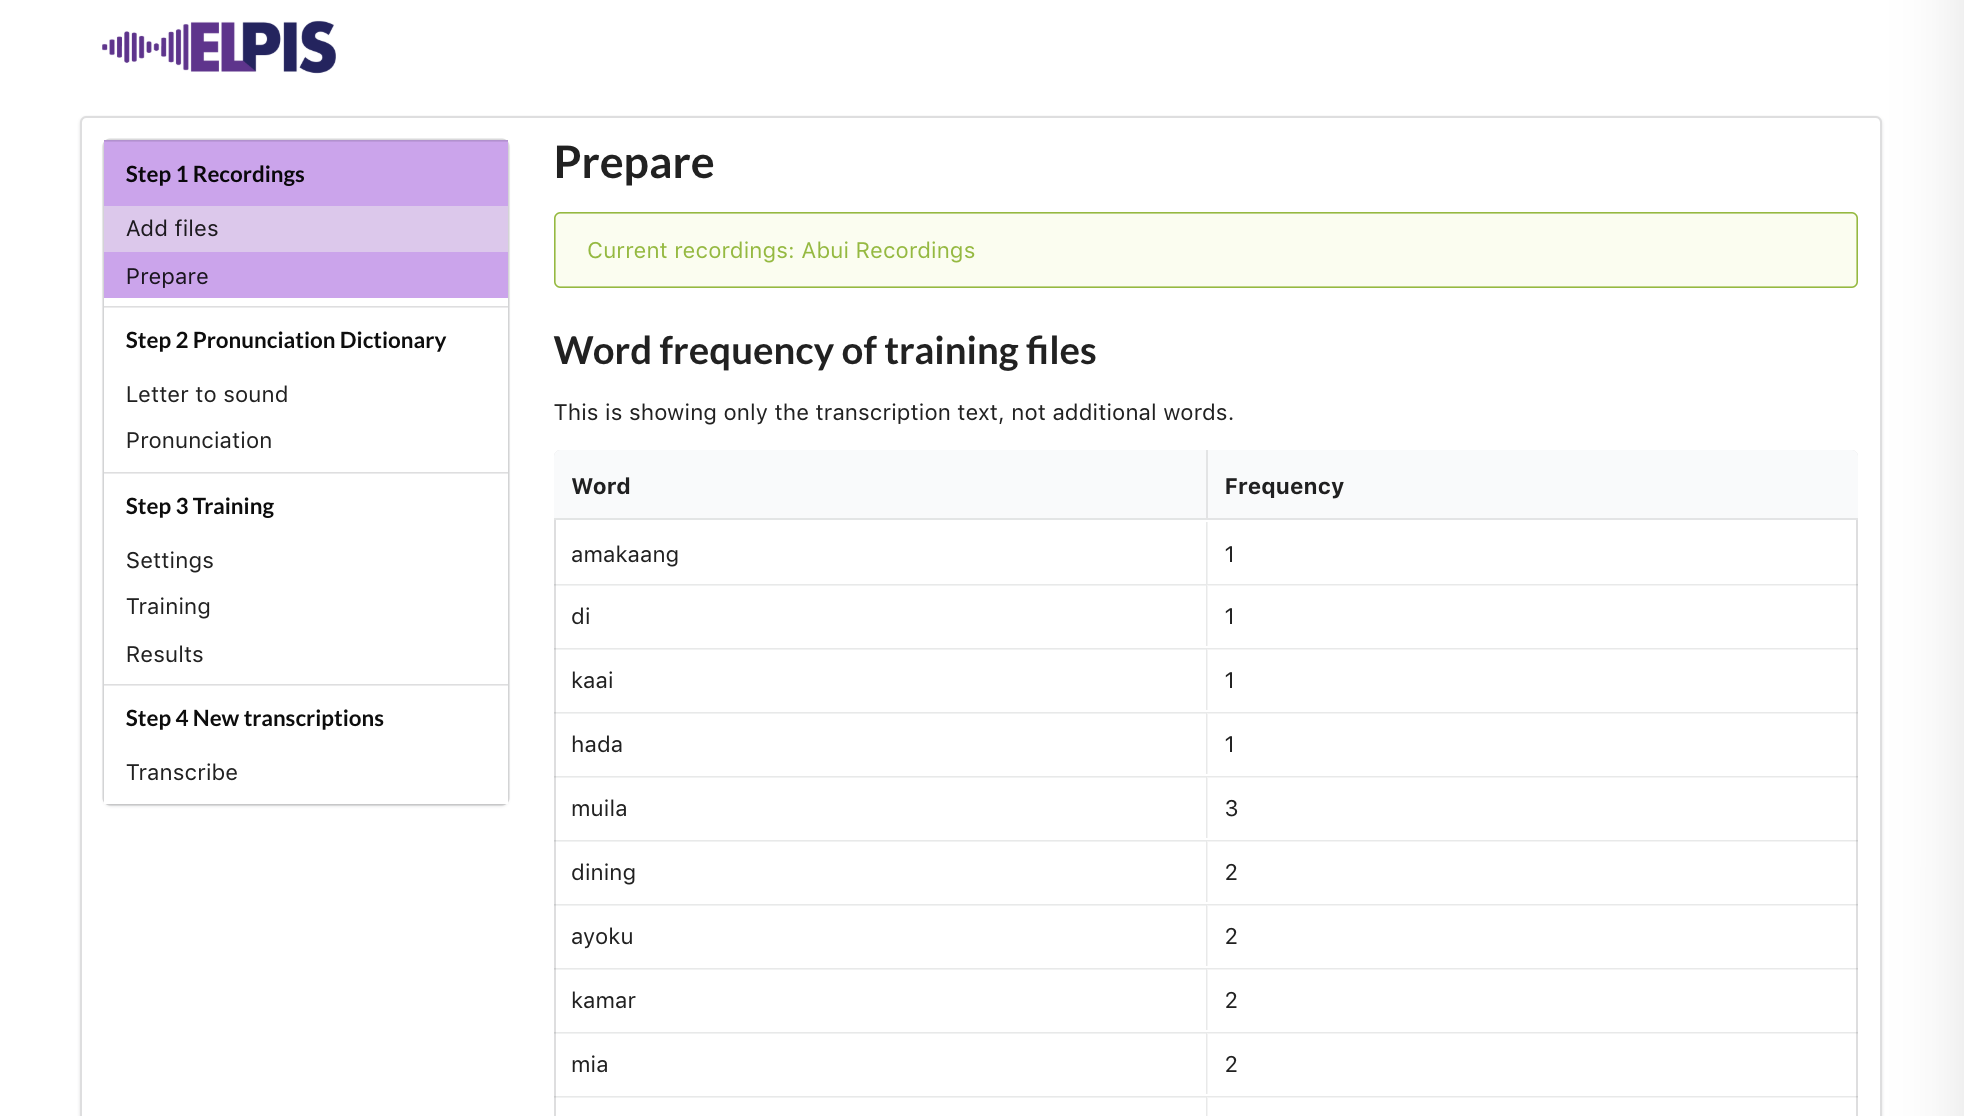 ELPIS
Step 1 Recordings
Add files
Prepare
Step 2 Pronunciation Dictionary
Letter to sound
Pronunciation
Step 3 Training
Settings
Training
Results
Step 4 New transcriptions
Transcribe
Prepare
Current recordings: Abui Recordings
Word frequency of training files
This is showing only the transcription text, not additional words.
Word Frequency
amakaang 1
di 1
kaai 1
hada 1
muila 3
dining 2
ayoku 2
kamar 2
mia 2